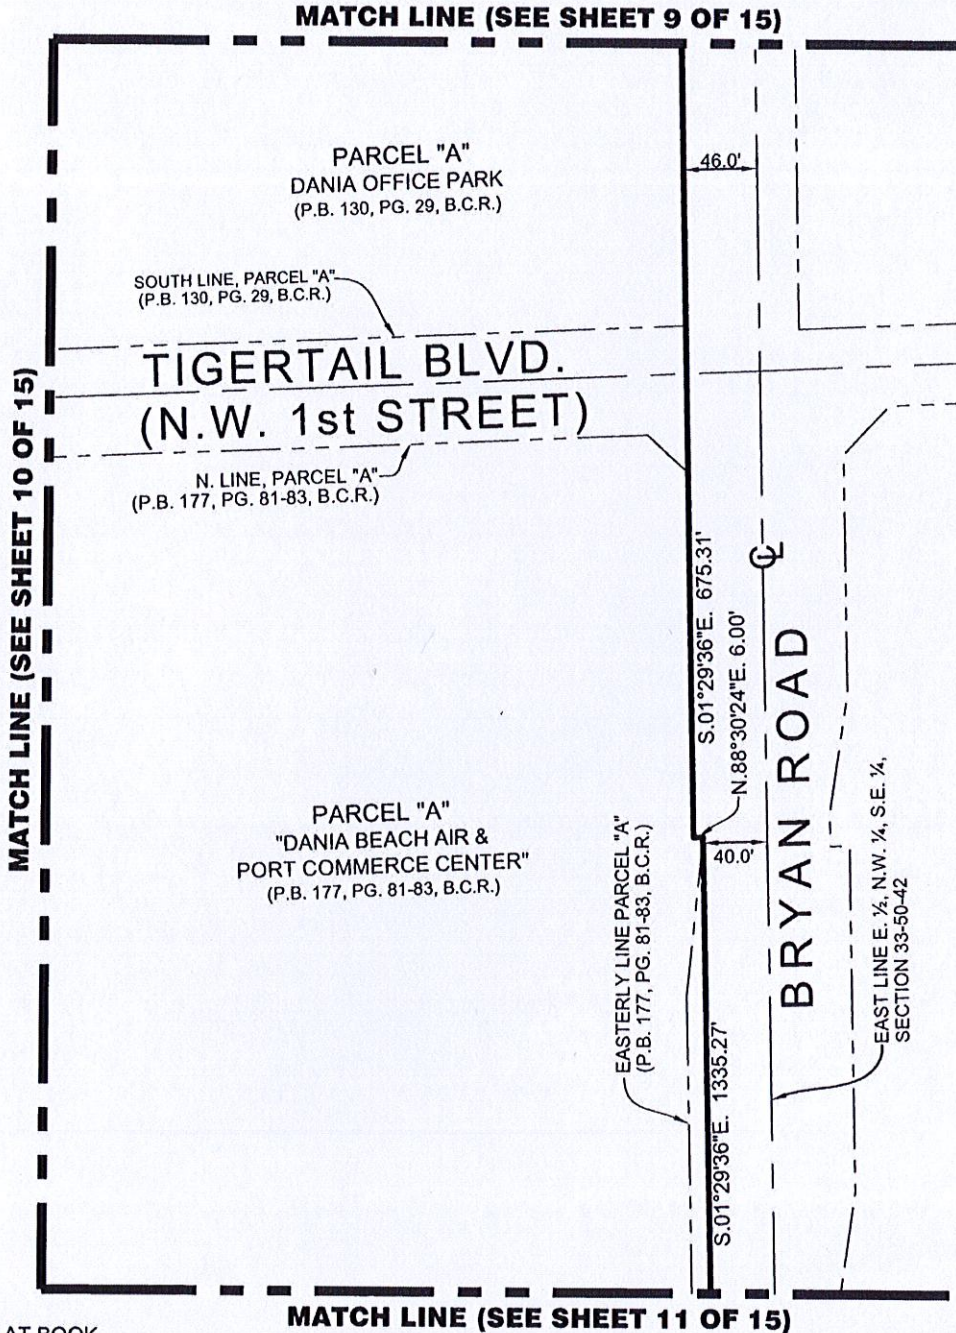 MATCH LINE (SEE SHEET 9 OF 15)
PARCEL "A"
DANIA OFFICE PARK
(P.B. 130, PG. 29, B.C.R.)
46.0'
SOUTH LINE, PARCEL "A"
(P.B. 130, PG. 29, B.C.R.)
TIGERTAIL BLVD.
(N.W. 1st STREET)
N. LINE, PARCEL "A"
(P.B. 177, PG. 81-83, B.C.R.)
MATCH LINE (SEE SHEET 10 OF 15)
S.01°29'36"E. 675.31'
N.88°30'24"E. 6.00'
CL
BRYAN ROAD
PARCEL "A"
"DANIA BEACH AIR &
PORT COMMERCE CENTER"
(P.B. 177, PG. 81-83, B.C.R.)
40.0'
EASTERLY LINE PARCEL "A"
(P.B. 177, PG. 81-83, B.C.R.)
S.01°29'36"E. 1335.27'
EAST LINE E. ½, N.W. ¼, S.E. ¼,
SECTION 33-50-42
MATCH LINE (SEE SHEET 11 OF 15)